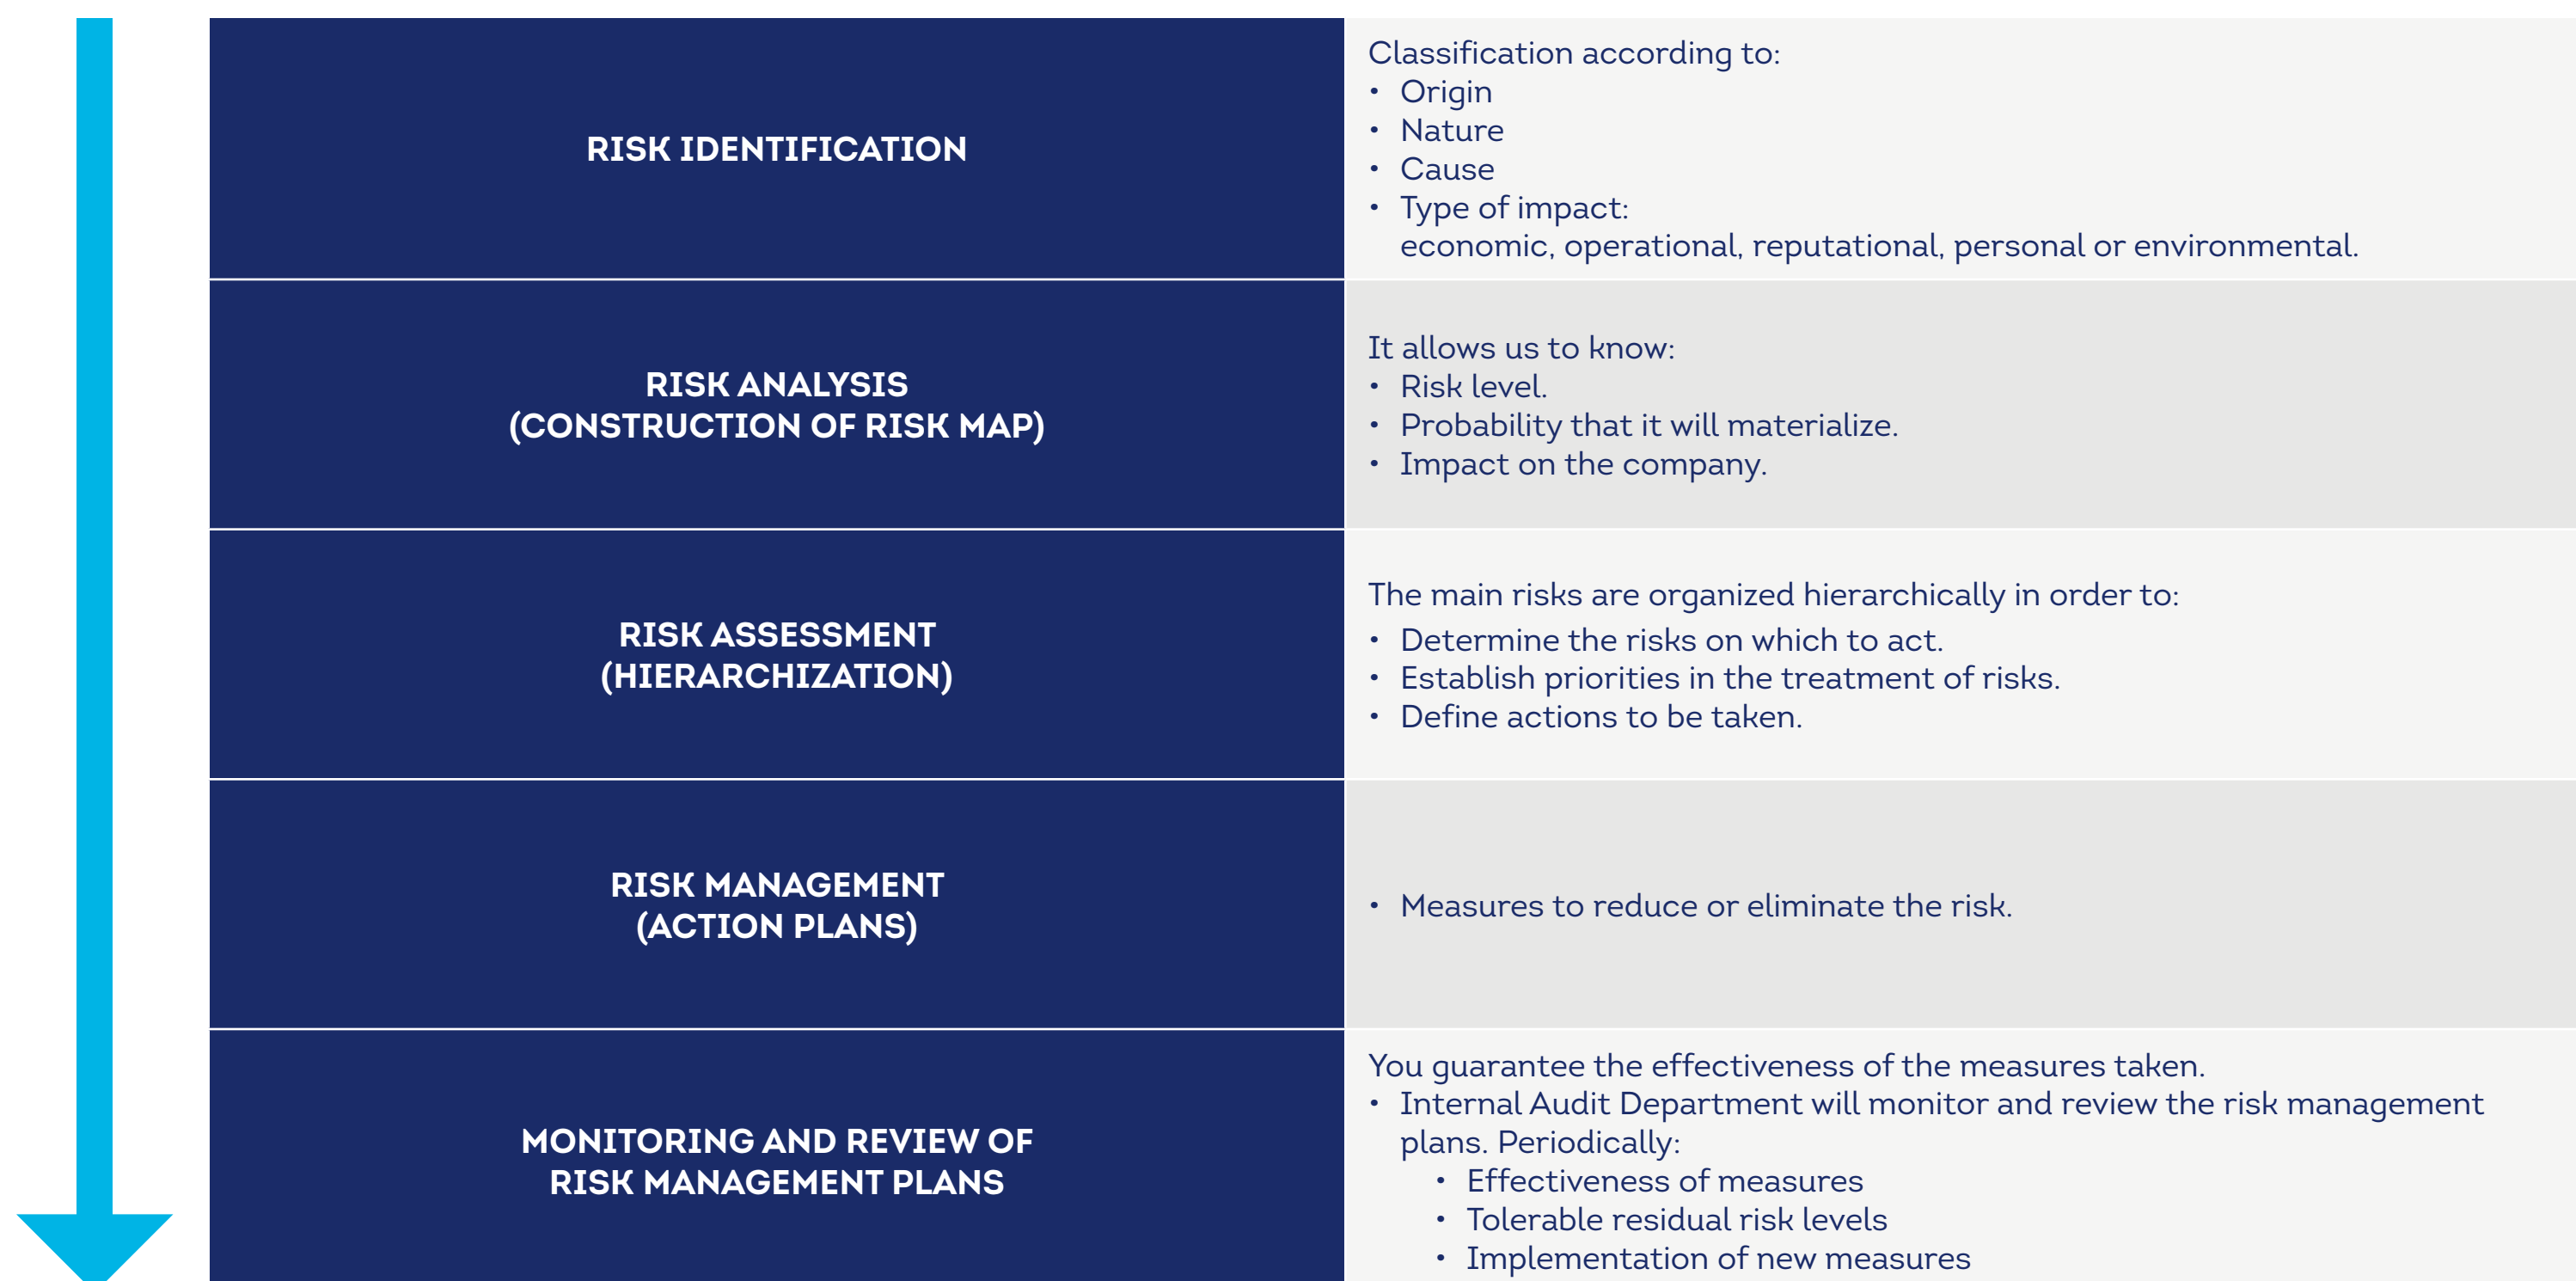 RISK IDENTIFICATION
Classification according to:
• Origin
• Nature
• Cause
• Type of impact:
economic, operational, reputational, personal or environmental.
RISK ANALYSIS
(CONSTRUCTION OF RISK MAP)
It allows us to know:
• Risk level.
• Probability that it will materialize.
• Impact on the company.
RISK ASSESSMENT
(HIERARCHIZATION)
The main risks are organized hierarchically in order to:
• Determine the risks on which to act.
• Establish priorities in the treatment of risks.
• Define actions to be taken.
RISK MANAGEMENT
(ACTION PLANS)
• Measures to reduce or eliminate the risk.
MONITORING AND REVIEW OF
RISK MANAGEMENT PLANS
You guarantee the effectiveness of the measures taken.
• Internal Audit Department will monitor and review the risk management
plans. Periodically:
• Effectiveness of measures
• Tolerable residual risk levels
• Implementation of new measures